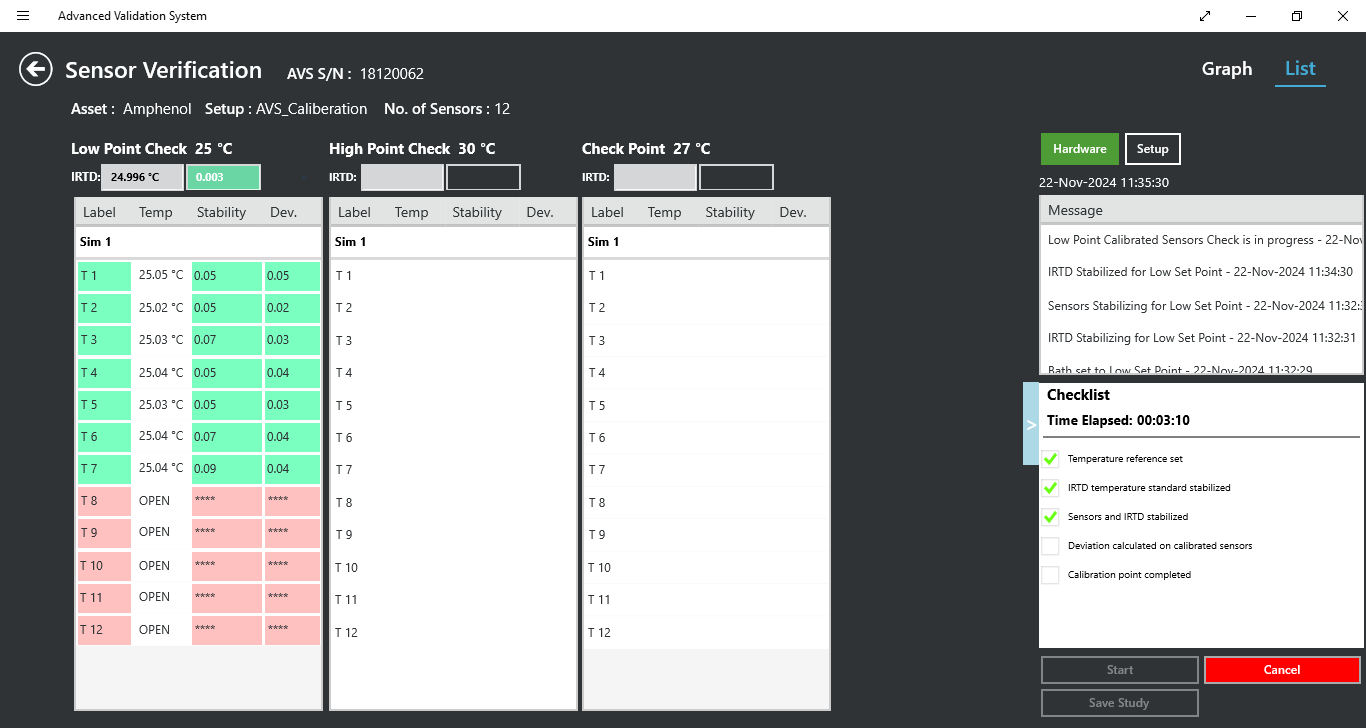 Advanced Validation System
Sensor Verification AVS S/N : 18120062
Graph List
Asset : Amphenol Setup : AVS_Caliberation No. of Sensors : 12
Low Point Check 25 °C
IRTD: 24.996 °C 0.003
Label Temp Stability Dev.
Sim 1
T 1 25.05 °C 0.05 0.05
T 2 25.02 °C 0.05 0.02
T 3 25.03 °C 0.07 0.03
T 4 25.04 °C 0.05 0.04
T 5 25.03 °C 0.05 0.03
T 6 25.04 °C 0.07 0.04
T 7 25.04 °C 0.09 0.04
T 8 OPEN **** ****
T 9 OPEN **** ****
T 10 OPEN **** ****
T 11 OPEN **** ****
T 12 OPEN **** ****
High Point Check 30 °C
IRTD:
Label Temp Stability Dev.
Sim 1
T 1
T 2
T 3
T 4
T 5
T 6
T 7
T 8
T 9
T 10
T 11
T 12
Check Point 27 °C
IRTD:
Label Temp Stability Dev.
Sim 1
T 1
T 2
T 3
T 4
T 5
T 6
T 7
T 8
T 9
T 10
T 11
T 12
Hardware Setup
22-Nov-2024 11:35:30
Message
Low Point Calibrated Sensors Check is in progress - 22-Nov
IRTD Stabilized for Low Set Point - 22-Nov-2024 11:34:30
Sensors Stabilizing for Low Set Point - 22-Nov-2024 11:32:
IRTD Stabilizing for Low Set Point - 22-Nov-2024 11:32:31
Bath set to Low Set Point - 22-Nov-2024 11:32:29
>
Checklist
Time Elapsed: 00:03:10
Temperature reference set
IRTD temperature standard stabilized
Sensors and IRTD stabilized
Deviation calculated on calibrated sensors
Calibration point completed
Start Cancel
Save Study